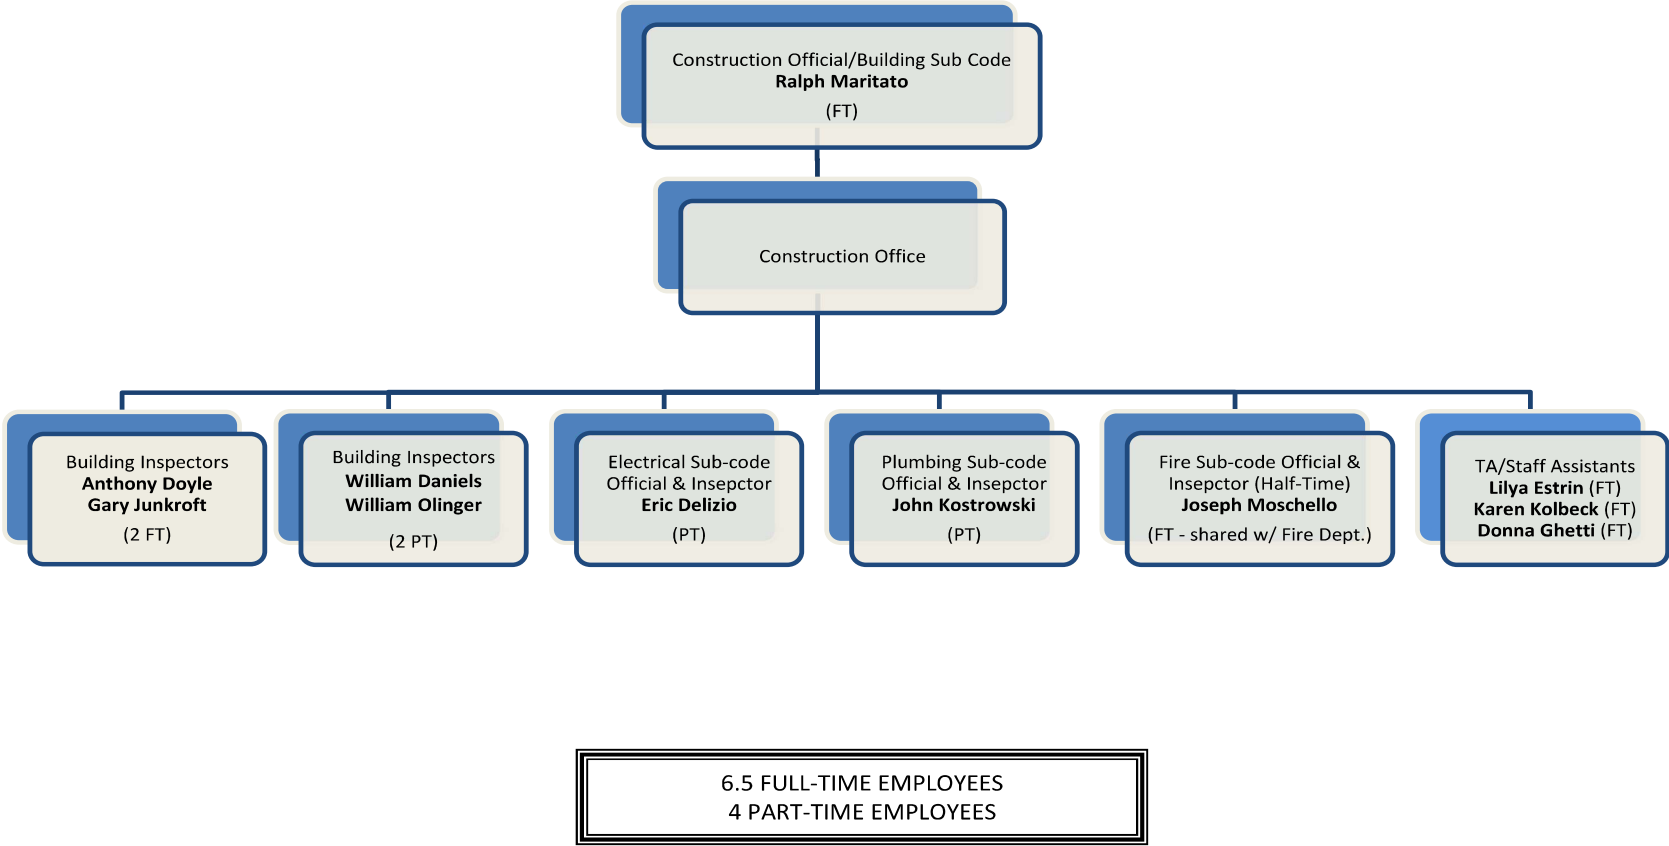 Construction Official/Building Sub Code
Ralph Maritato
(FT)
Construction Office
Building Inspectors
Anthony Doyle
Gary Junkroft
(2 FT)
Building Inspectors
William Daniels
William Olinger
(2 PT)
Electrical Sub-code
Official & Insepctor
Eric Delizio
(PT)
Plumbing Sub-code
Official & Insepctor
John Kostrowski
(PT)
Fire Sub-code Official &
Insepctor (Half-Time)
Joseph Moschello
(FT - shared w/ Fire Dept.)
TA/Staff Assistants
Lilya Estrin (FT)
Karen Kolbeck (FT)
Donna Ghetti (FT)
6.5 FULL-TIME EMPLOYEES
4 PART-TIME EMPLOYEES